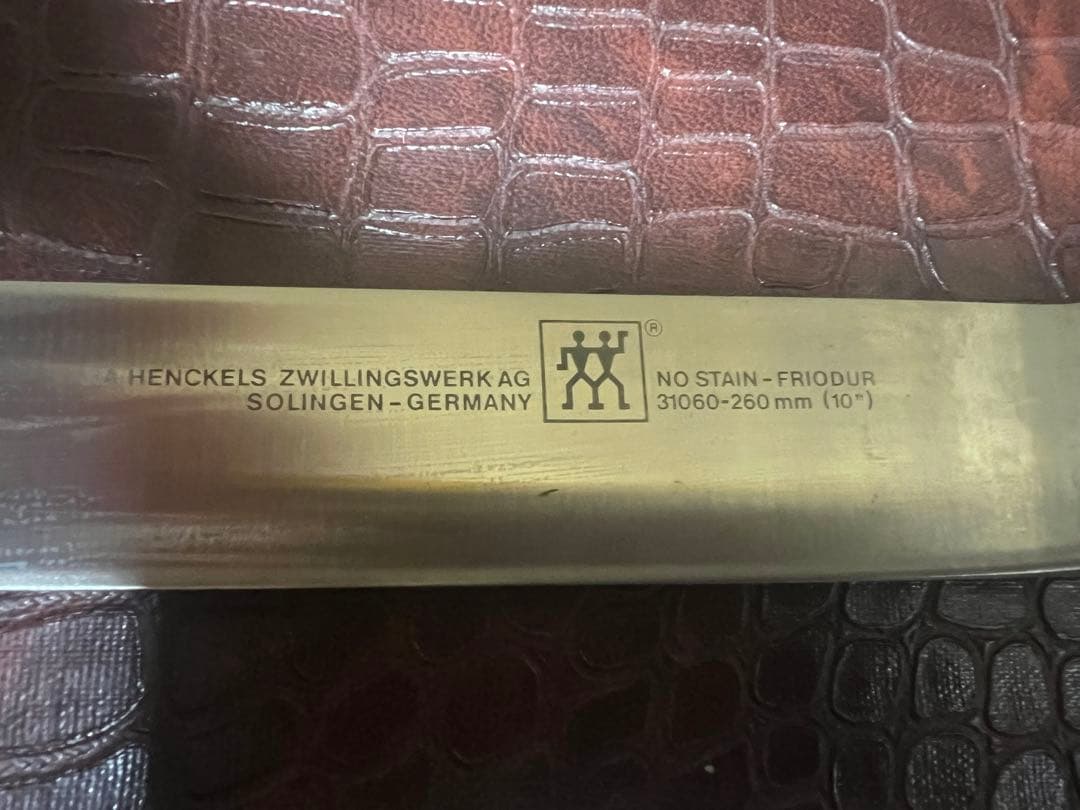 A HENCKELS ZWILLINGSWERK AG
SOLINGEN-GERMANY
®
NO STAIN-FRIODUR
31060-260 mm (10")